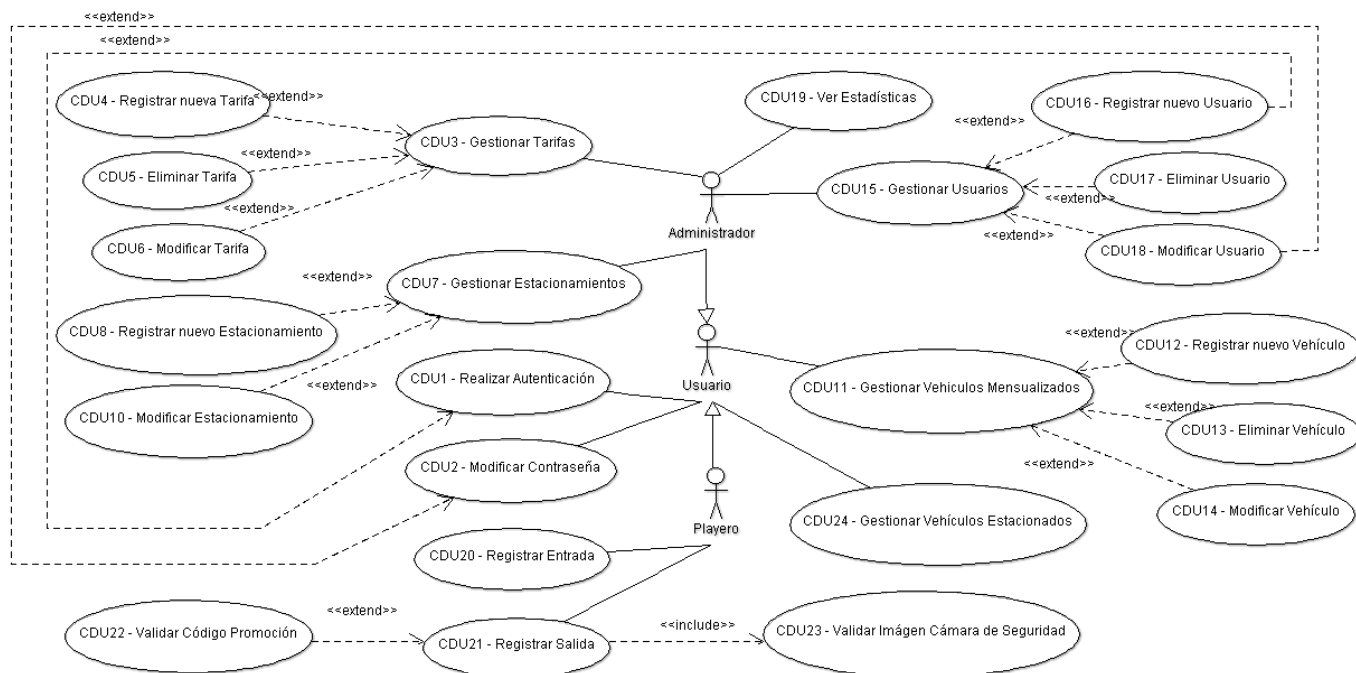 <<extend>>
<<extend>>
CDU4 - Registrar nueva Tarifa
<<extend>>
CDU19 - Ver Estadísticas
CDU16 - Registrar nuevo Usuario
<<extend>>
CDU3 - Gestionar Tarifas
<<extend>>
CDU5 - Eliminar Tarifa
CDU15 - Gestionar Usuarios
CDU17 - Eliminar Usuario
<<extend>>
<<extend>>
Administrador
<<extend>>
CDU6 - Modificar Tarifa
CDU18 - Modificar Usuario
<<extend>>
CDU7 - Gestionar Estacionamientos
CDU8 - Registrar nuevo Estacionamiento
<<extend>>
CDU12 - Registrar nuevo Vehículo
CDU1 - Realizar Autenticación
Usuario
CDU11 - Gestionar Vehiculos Mensualizados
<<extend>>
CDU10 - Modificar Estacionamiento
<<extend>>
CDU13 - Eliminar Vehículo
CDU2 - Modificar Contraseña
<<extend>>
CDU14 - Modificar Vehículo
Playero
CDU24 - Gestionar Vehículos Estacionados
CDU20 - Registrar Entrada
<<extend>>
<<include>>
CDU22 - Validar Código Promoción
CDU21 - Registrar Salida
CDU23 - Validar Imágen Cámara de Seguridad